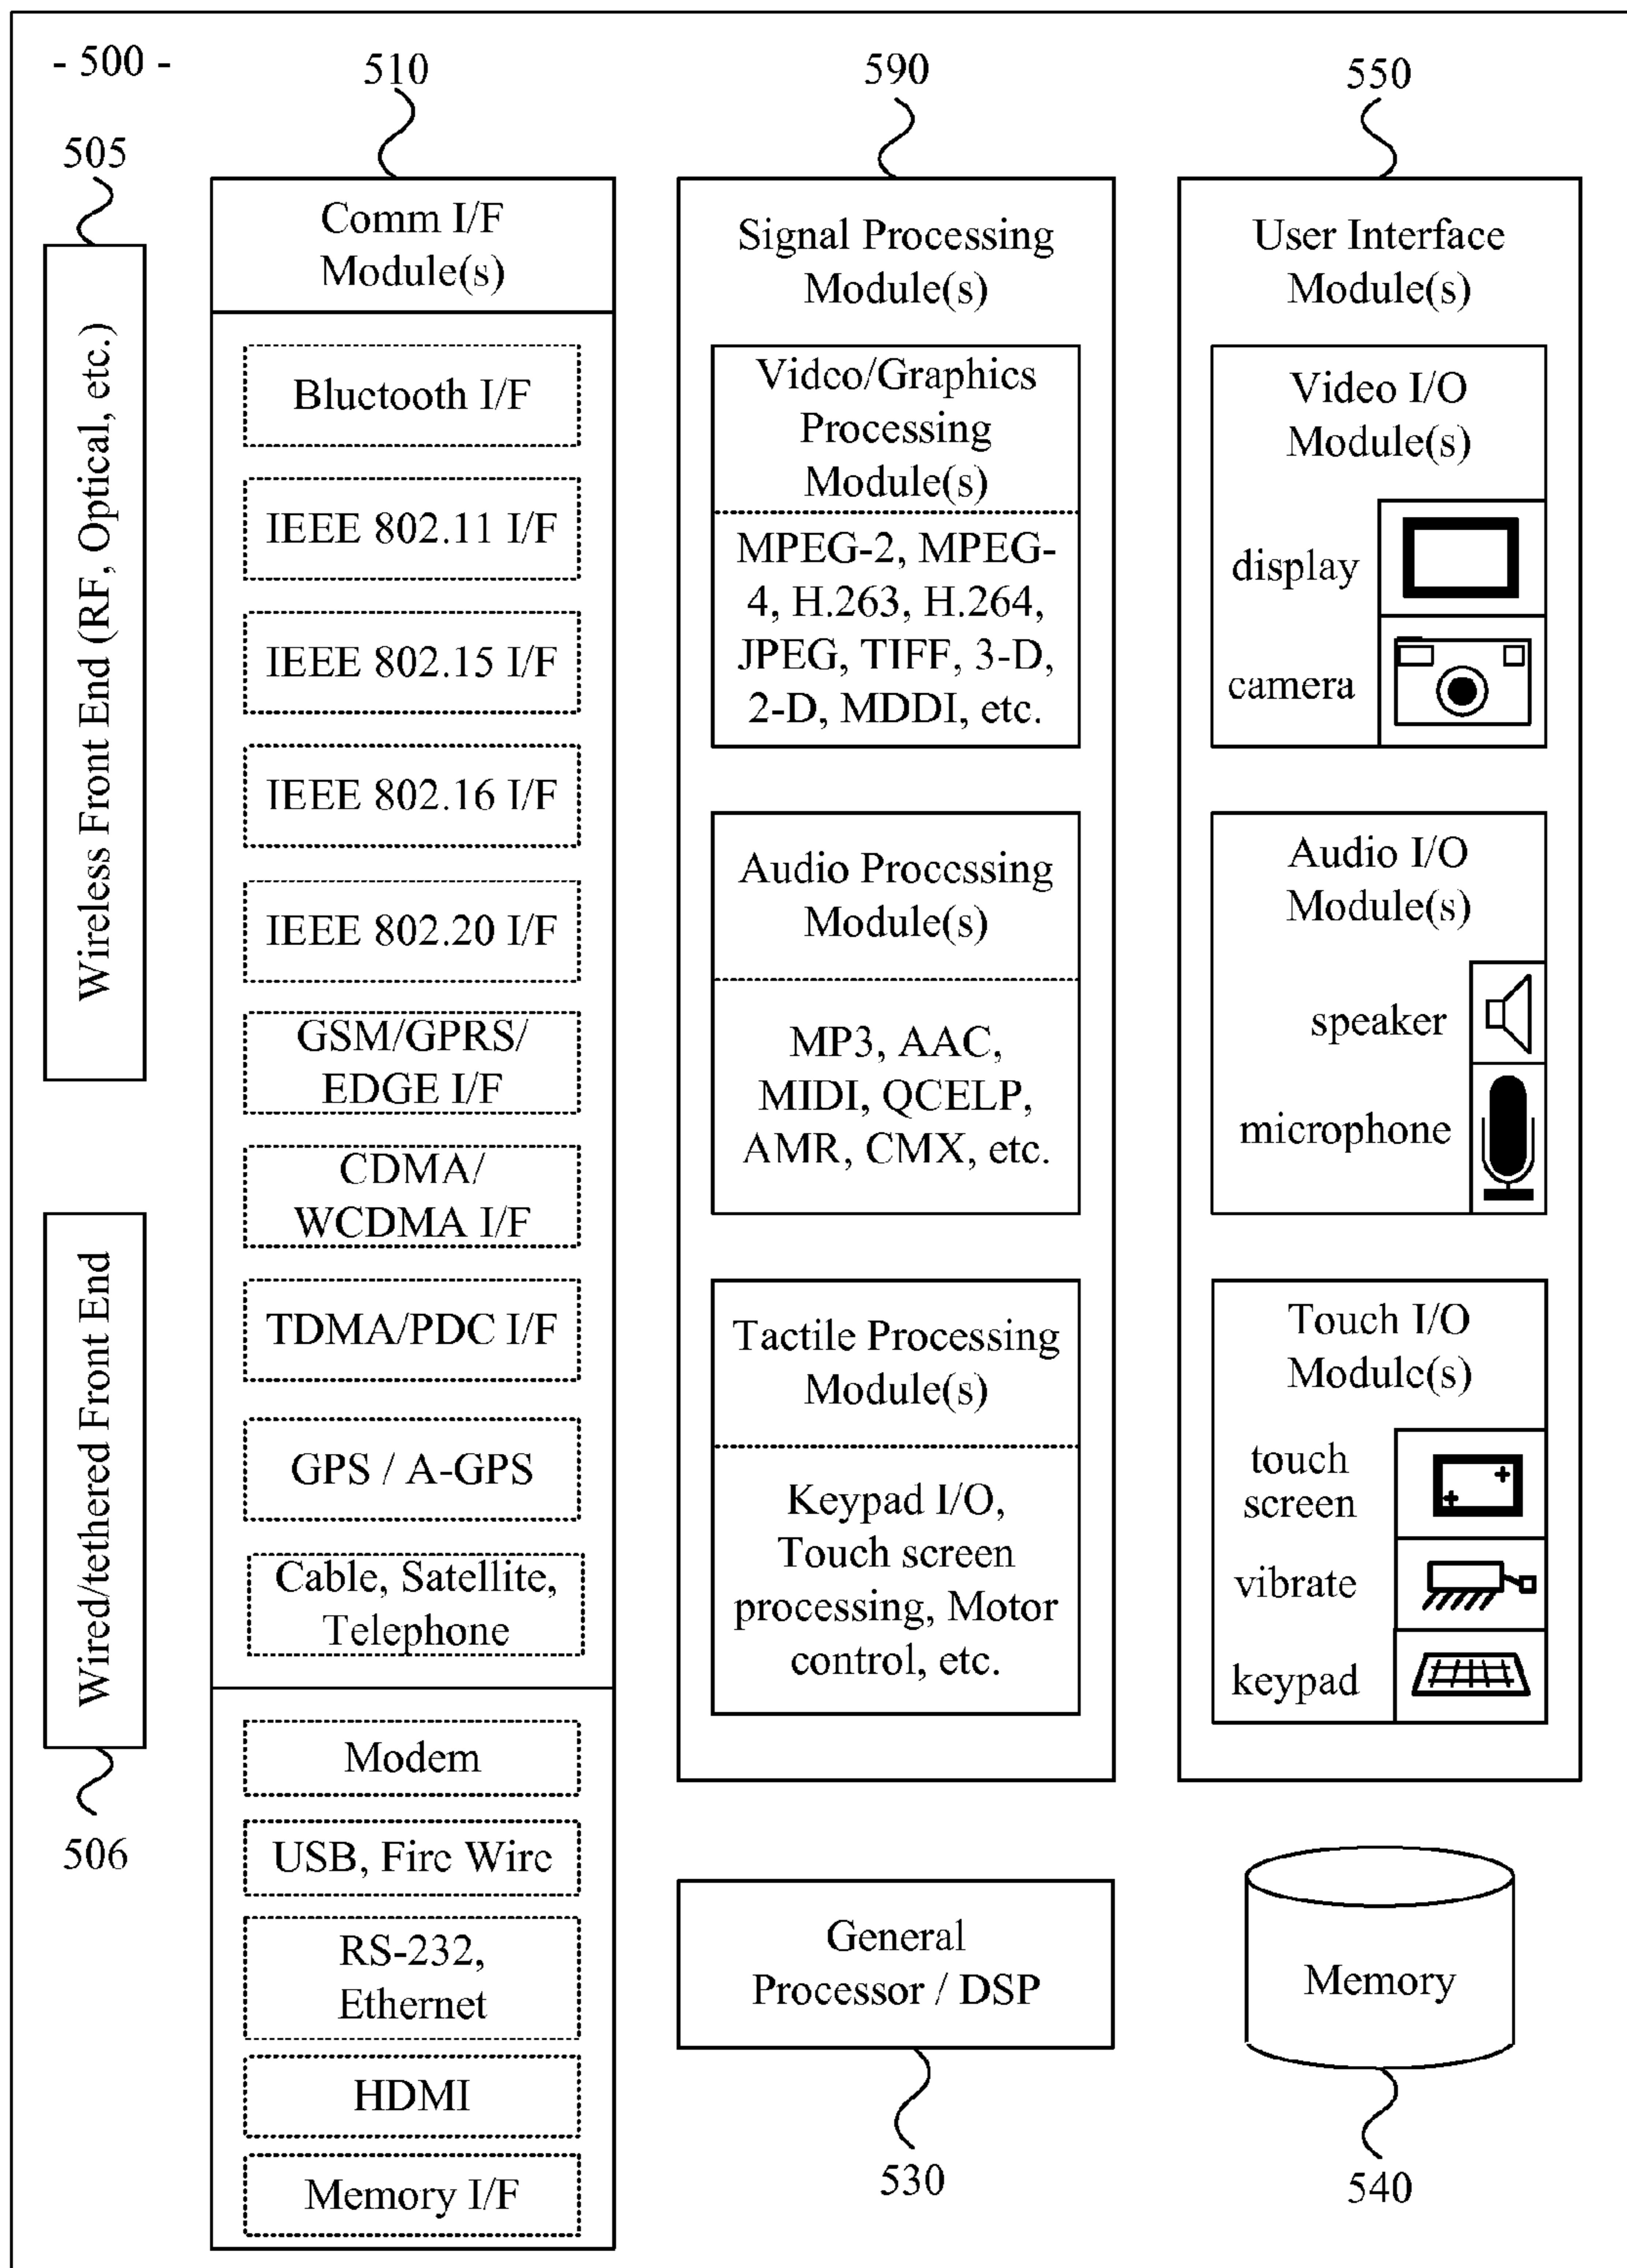 - 500 -
510
590
550
505
Wireless Front End (RF, Optical, etc.)
Wired/tethered Front End
506
Comm I/F
Module(s)
Bluetooth I/F
IEEE 802.11 I/F
IEEE 802.15 I/F
IEEE 802.16 I/F
IEEE 802.20 I/F
GSM/GPRS/
EDGE I/F
CDMA/
WCDMA I/F
TDMA/PDC I/F
GPS / A-GPS
Cable, Satellite,
Telephone
Modem
USB, Fire Wire
RS-232,
Ethernet
HDMI
Memory I/F
Signal Processing
Module(s)
Video/Graphics
Processing
Module(s)
MPEG-2, MPEG-
4, H.263, H.264,
JPEG, TIFF, 3-D,
2-D, MDDI, etc.
Audio Processing
Module(s)
MP3, AAC,
MIDI, QCELP,
AMR, CMX, etc.
Tactile Processing
Module(s)
Keypad I/O,
Touch screen
processing, Motor
control, etc.
General
Processor / DSP
530
User Interface
Module(s)
Video I/O
Module(s)
display
camera
Audio I/O
Module(s)
speaker
microphone
Touch I/O
Module(s)
touch
screen
vibrate
keypad
Memory
540